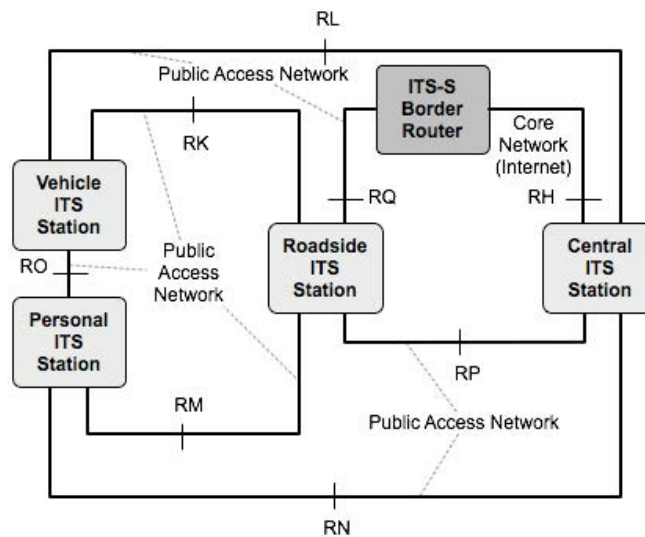 RL
Public Access Network
ITS-S
Border
Router
Core
Network
(Internet)
RK
Vehicle
ITS
Station
RQ
RH
RO
Public
Access
Network
Roadside
ITS
Station
Central
ITS
Station
Personal
ITS
Station
RP
RM
Public Access Network
RN